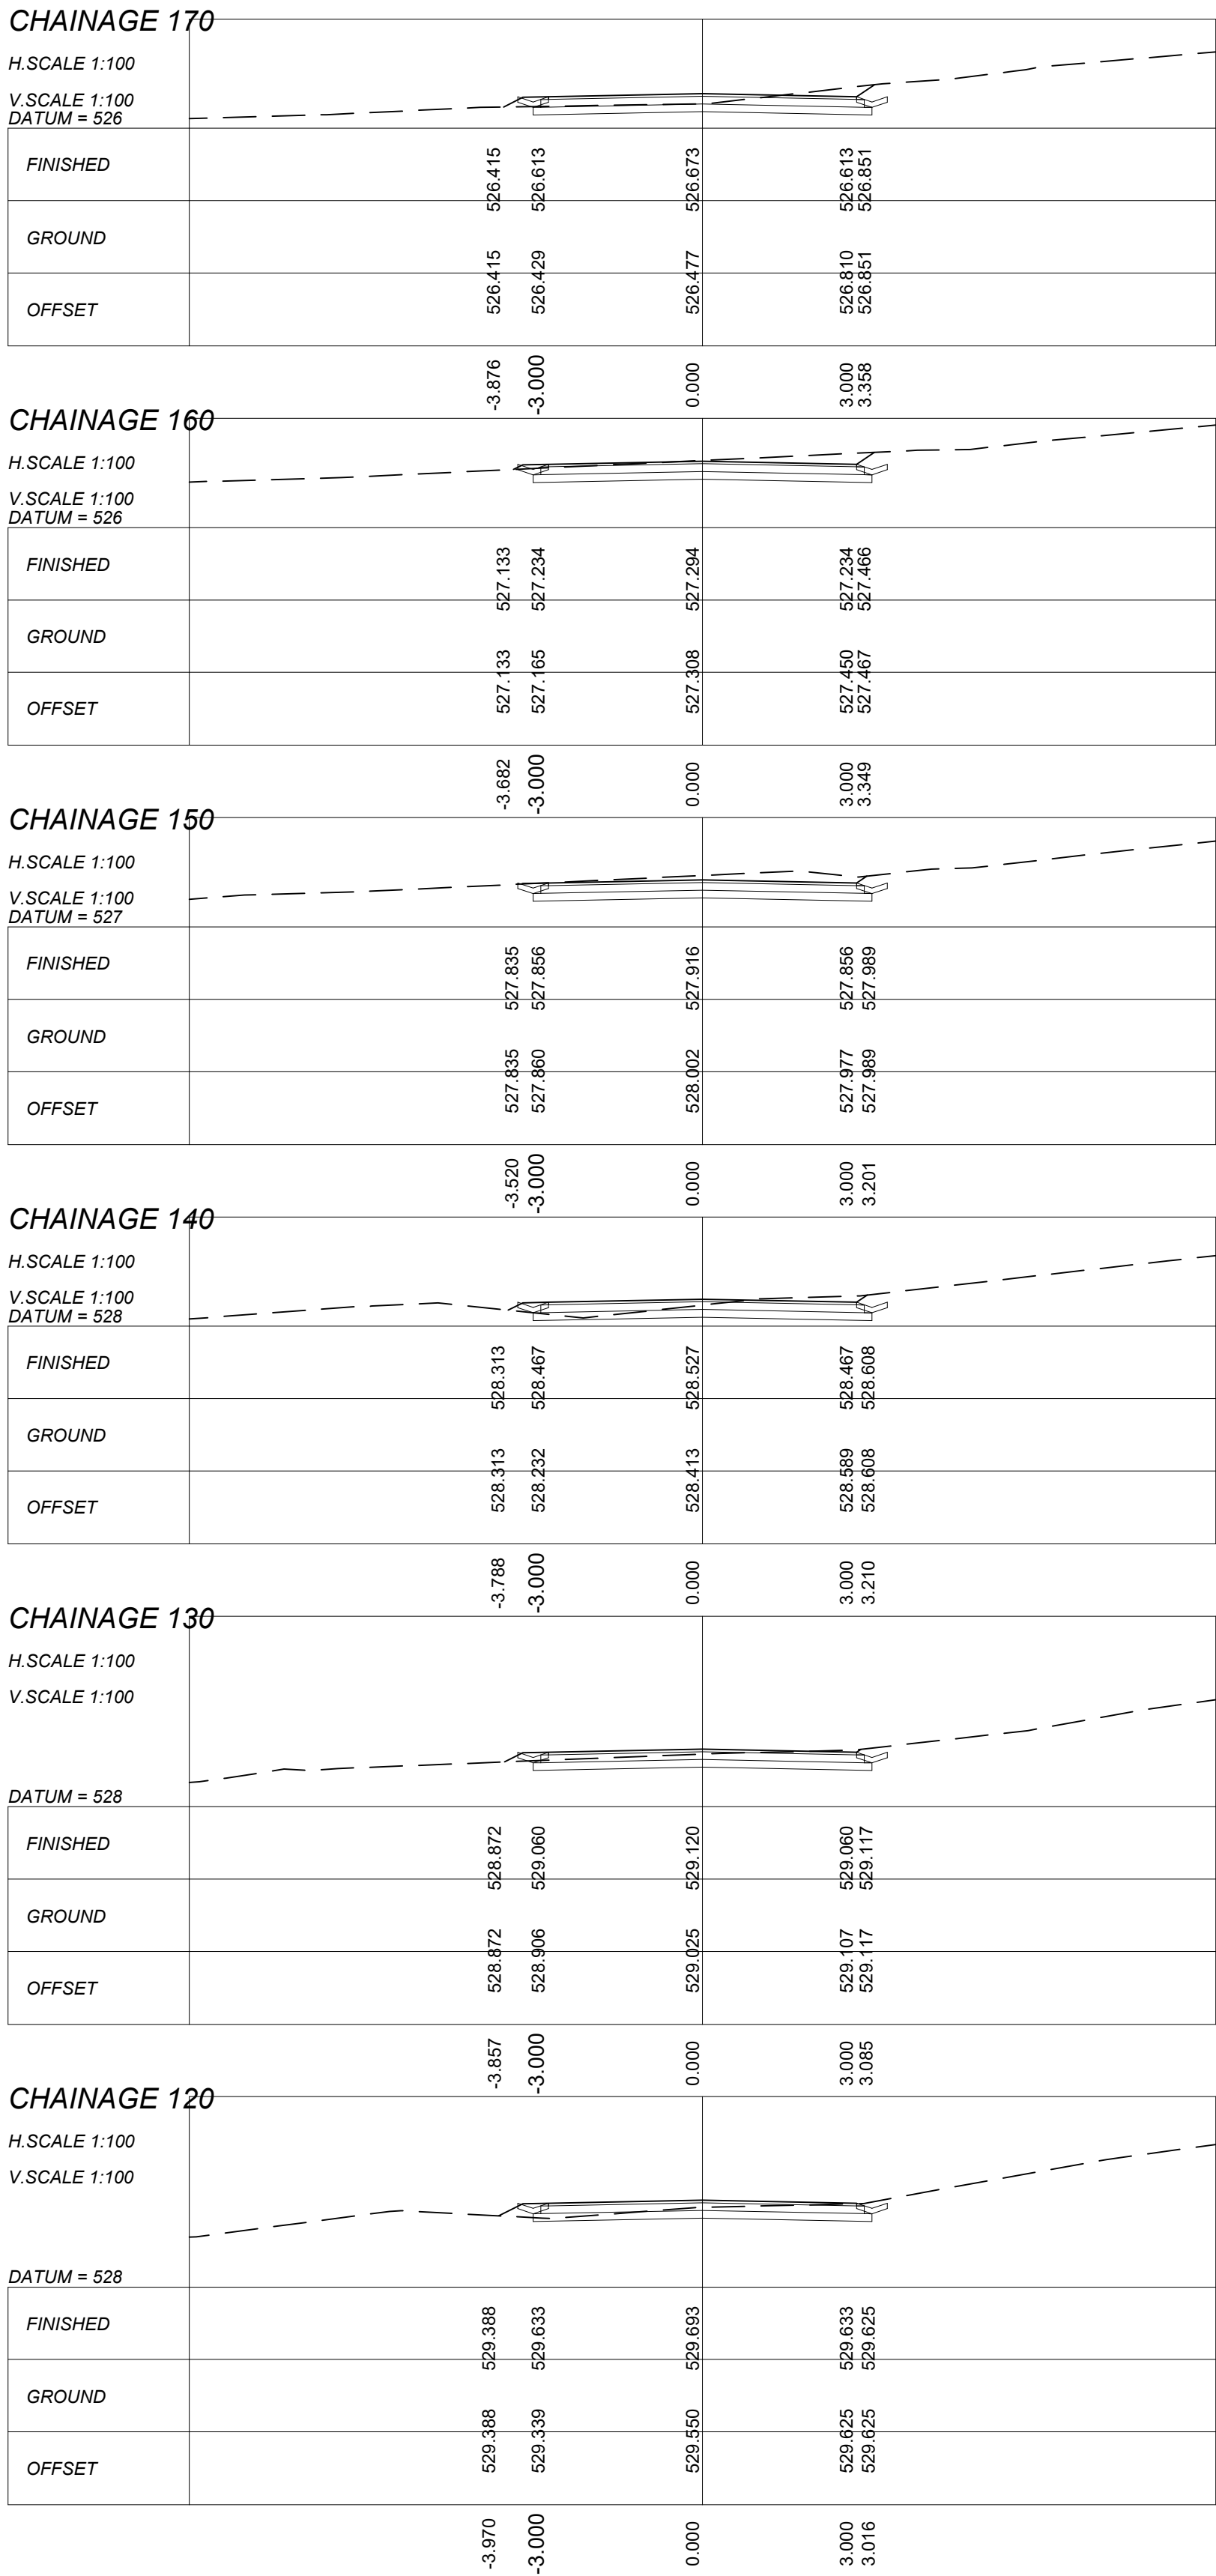 CHAINAGE 170
H.SCALE 1:100
V.SCALE 1:100
DATUM = 526
FINISHED
526.415 526.613 526.673 526.613 526.851
GROUND
526.415 526.429 526.477 526.810 526.851
OFFSET
-3.876 -3.000 0.000 3.000 3.358
CHAINAGE 160
H.SCALE 1:100
V.SCALE 1:100
DATUM = 526
FINISHED
527.133 527.234 527.294 527.234 527.466
GROUND
527.133 527.165 527.308 527.450 527.467
OFFSET
-3.682 -3.000 0.000 3.000 3.349
CHAINAGE 150
H.SCALE 1:100
V.SCALE 1:100
DATUM = 527
FINISHED
527.835 527.856 527.916 527.856 527.989
GROUND
527.835 527.860 528.002 527.977 527.989
OFFSET
-3.520 -3.000 0.000 3.000 3.201
CHAINAGE 140
H.SCALE 1:100
V.SCALE 1:100
DATUM = 528
FINISHED
528.313 528.467 528.527 528.467 528.608
GROUND
528.313 528.232 528.413 528.589 528.608
OFFSET
-3.788 -3.000 0.000 3.000 3.210
CHAINAGE 130
H.SCALE 1:100
V.SCALE 1:100
DATUM = 528
FINISHED
528.872 529.060 529.120 529.060 529.117
GROUND
528.872 528.906 529.025 529.107 529.117
OFFSET
-3.857 -3.000 0.000 3.000 3.085
CHAINAGE 120
H.SCALE 1:100
V.SCALE 1:100
DATUM = 528
FINISHED
529.388 529.633 529.693 529.633 529.625
GROUND
529.388 529.339 529.550 529.625 529.625
OFFSET
-3.970 -3.000 0.000 3.000 3.016